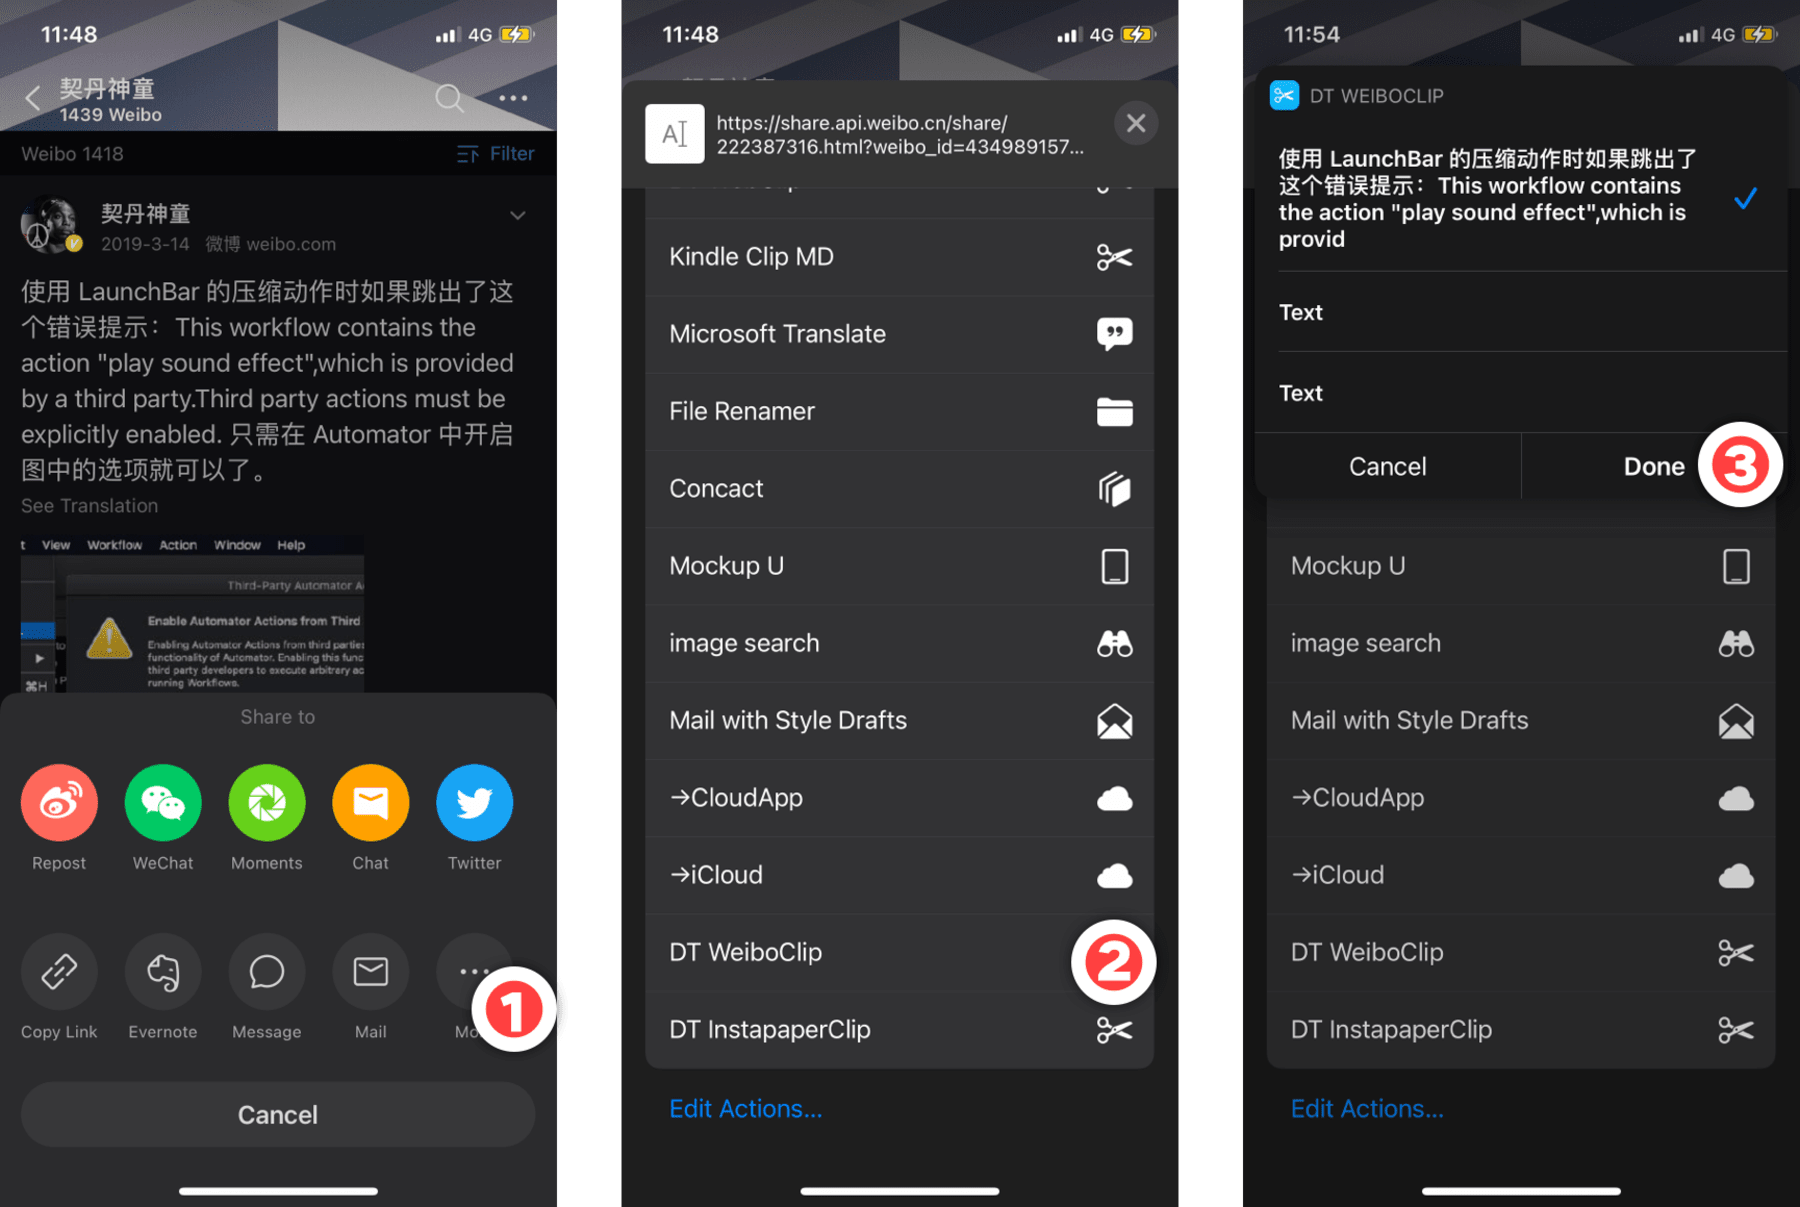 11:48
4G
契丹神童
1439 Weibo
Weibo 1418
Filter
契丹神童
2019-3-14 微博 weibo.com
使用 LaunchBar 的压缩动作时如果跳出了这
个错误提示：This workflow contains the
action "play sound effect",which is provided
by a third party.Third party actions must be
explicitly enabled. 只需在 Automator 中开启
图中的选项就可以了。
See Translation
t View Workflow Action Window Help
Third-Party Automator A
Enable Automator Actions from Third
Enabling Automator Actions from third parties
functionality of Automator. Enabling this func
third party developers to execute arbitrary ac
running Workflows.
to
⌘H
P
Share to
Repost
WeChat
Moments
Chat
Twitter
Copy Link
Evernote
Message
Mail
Mo
1
Cancel
11:48
4G
AI
https://share.api.weibo.cn/share/
222387316.html?weibo_id=434989157...
Kindle Clip MD
Microsoft Translate
File Renamer
Concact
Mockup U
image search
Mail with Style Drafts
→CloudApp
→iCloud
DT WeiboClip
2
DT InstapaperClip
Edit Actions...
11:54
4G
DT WEIBOCLIP
使用 LaunchBar 的压缩动作时如果跳出了
这个错误提示：This workflow contains
the action "play sound effect",which is
provid
Text
Text
Cancel
Done
3
Mockup U
image search
Mail with Style Drafts
→CloudApp
→iCloud
DT WeiboClip
DT InstapaperClip
Edit Actions...